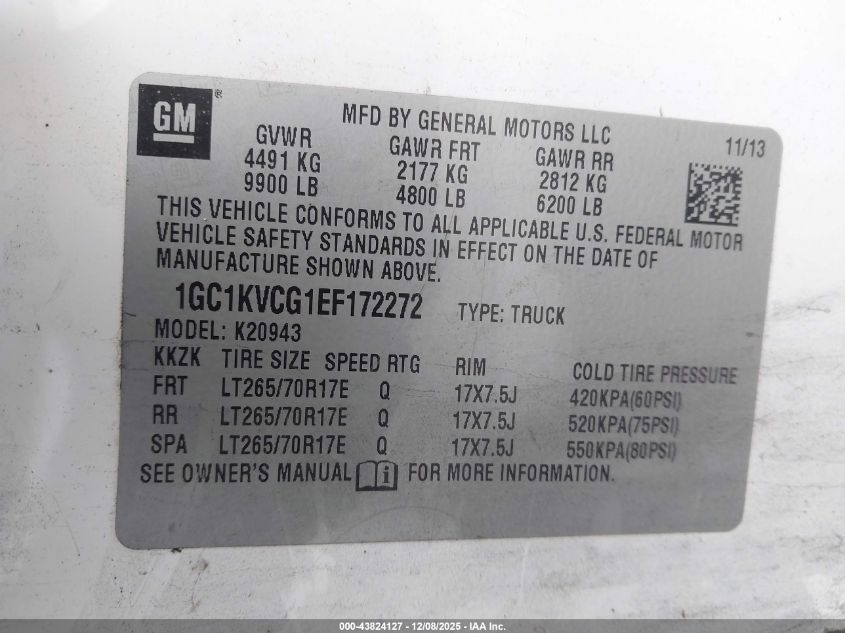 GM ®
MFD BY GENERAL MOTORS LLC
11/13
GVWR GAWR FRT GAWR RR
4491 KG 2177 KG 2812 KG
9900 LB 4800 LB 6200 LB
THIS VEHICLE CONFORMS TO ALL APPLICABLE U.S. FEDERAL MOTOR
VEHICLE SAFETY STANDARDS IN EFFECT ON THE DATE OF
MANUFACTURE SHOWN ABOVE.
1GC1KVCG1EF172272 TYPE: TRUCK
MODEL: K20943
KKZK TIRE SIZE SPEED RTG RIM COLD TIRE PRESSURE
FRT LT265/70R17E Q 17X7.5J 420KPA(60PSI)
RR LT265/70R17E Q 17X7.5J 520KPA(75PSI)
SPA LT265/70R17E Q 17X7.5J 550KPA(80PSI)
SEE OWNER'S MANUAL i FOR MORE INFORMATION.
000-43824127 - 12/08/2025 - IAA Inc.